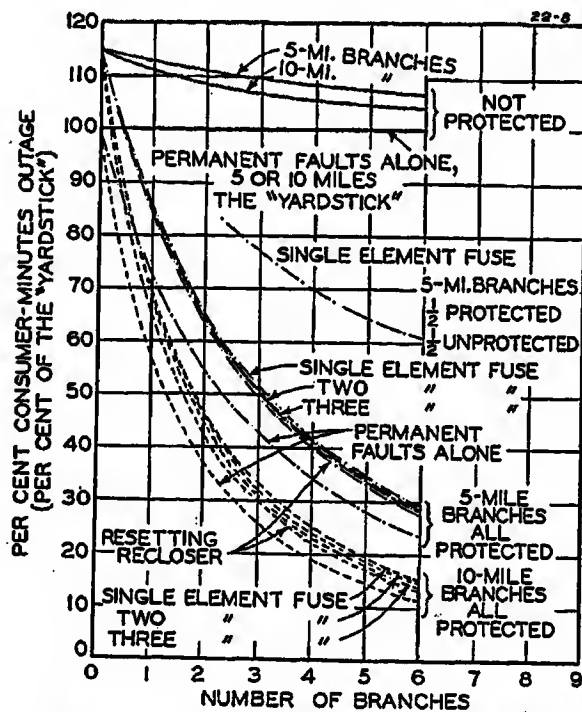 22-8
PER CENT CONSUMER-MINUTES OUTAGE
(PER CENT OF THE "YARDSTICK")
120
110
100
90
80
70
60
50
40
30
20
10
0
5-MI. BRANCHES
10-MI. "
NOT
PROTECTED
PERMANENT FAULTS ALONE,
5 OR 10 MILES
THE "YARDSTICK"
SINGLE ELEMENT FUSE
5-MI. BRANCHES
1/2 PROTECTED
1/2 UNPROTECTED
SINGLE ELEMENT FUSE
TWO " "
THREE " "
PERMANENT
FAULTS ALONE
5-MILE
BRANCHES
ALL
PROTECTED
RESETTING
RECLOSER
10-MILE
BRANCHES
ALL
PROTECTED
SINGLE ELEMENT FUSE
TWO " "
THREE " "
0 1 2 3 4 5 6 7 8 9
NUMBER OF BRANCHES